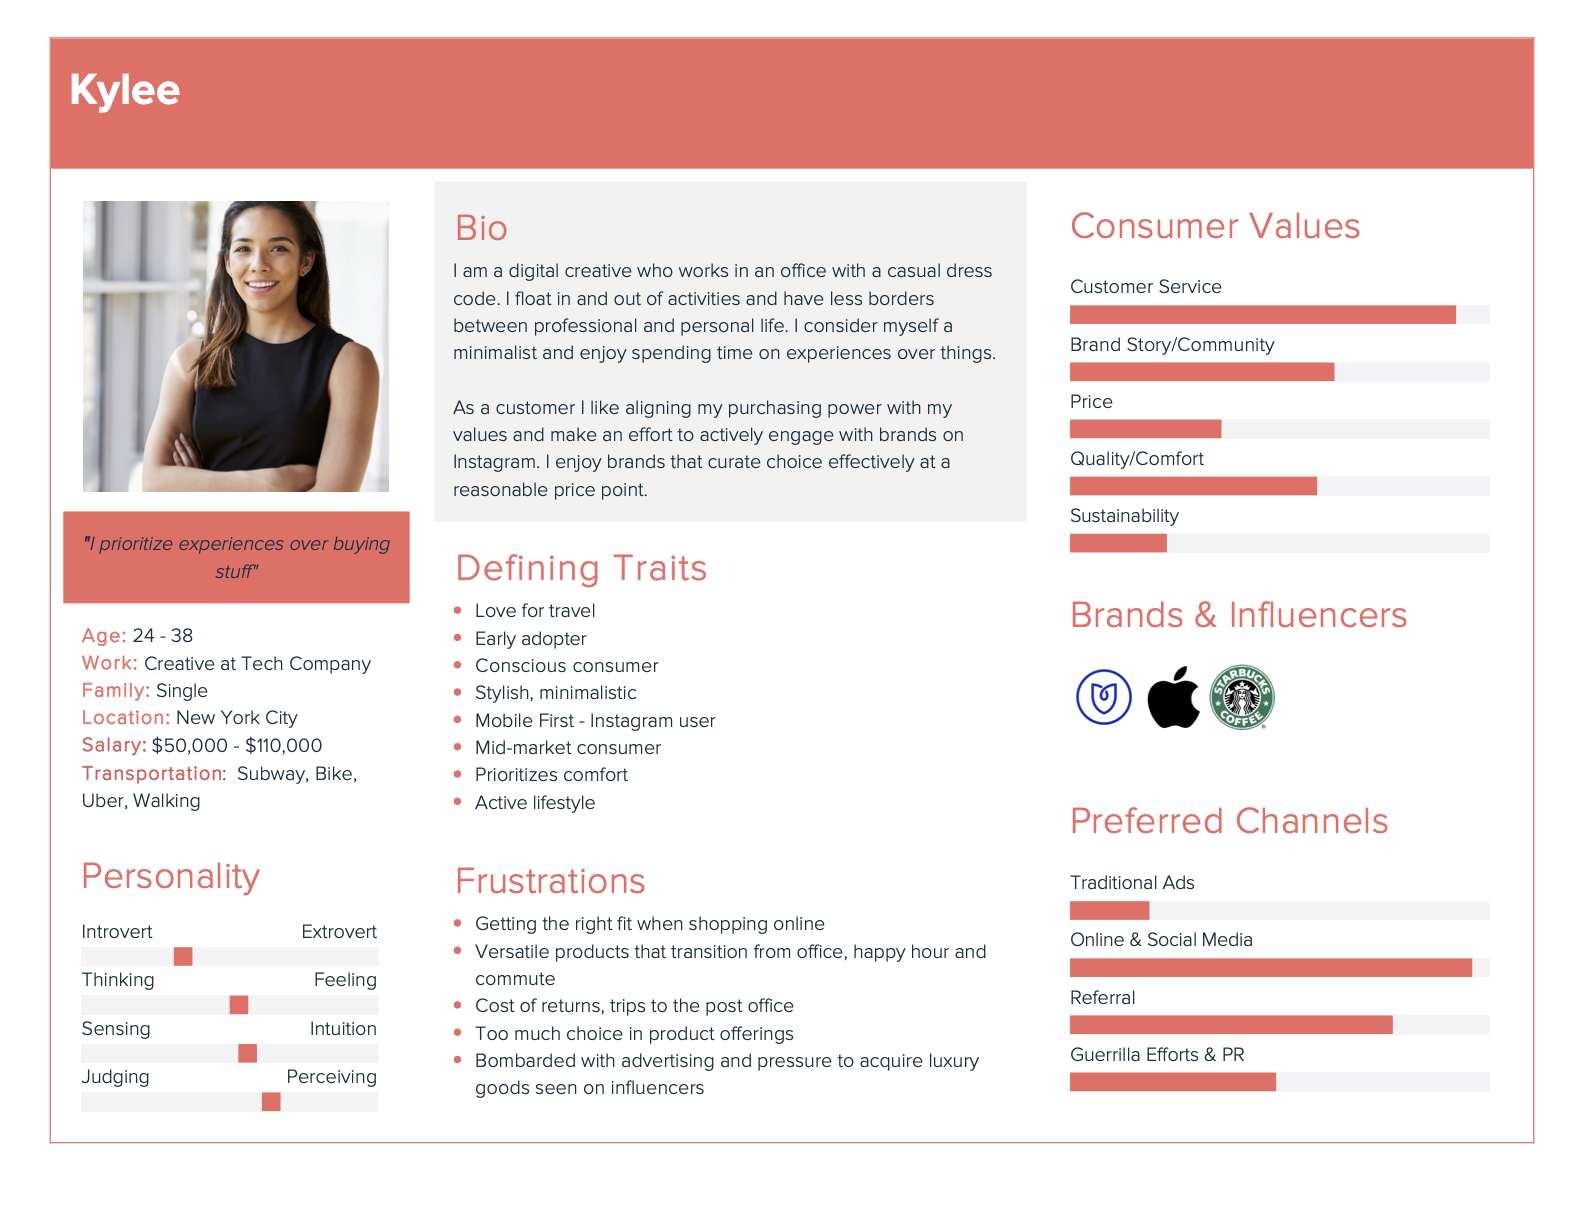 Kylee
"I prioritize experiences over buying
stuff"
Age: 24 - 38
Work: Creative at Tech Company
Family: Single
Location: New York City
Salary: $50,000 - $110,000
Transportation:  Subway, Bike,
Uber, Walking
Personality
Introvert Extrovert
Thinking Feeling
Sensing Intuition
Judging Perceiving
Bio
I am a digital creative who works in an office with a casual dress
code. I float in and out of activities and have less borders
between professional and personal life. I consider myself a
minimalist and enjoy spending time on experiences over things.
As a customer I like aligning my purchasing power with my
values and make an effort to actively engage with brands on
Instagram. I enjoy brands that curate choice effectively at a
reasonable price point.
Defining Traits
• Love for travel
• Early adopter
• Conscious consumer
• Stylish, minimalistic
• Mobile First - Instagram user
• Mid-market consumer
• Prioritizes comfort
• Active lifestyle
Frustrations
• Getting the right fit when shopping online
• Versatile products that transition from office, happy hour and
commute
• Cost of returns, trips to the post office
• Too much choice in product offerings
• Bombarded with advertising and pressure to acquire luxury
goods seen on influencers
Consumer Values
Customer Service
Brand Story/Community
Price
Quality/Comfort
Sustainability
Brands & Influencers
STARBUCKS
COFFEE
®
Preferred Channels
Traditional Ads
Online & Social Media
Referral
Guerrilla Efforts & PR